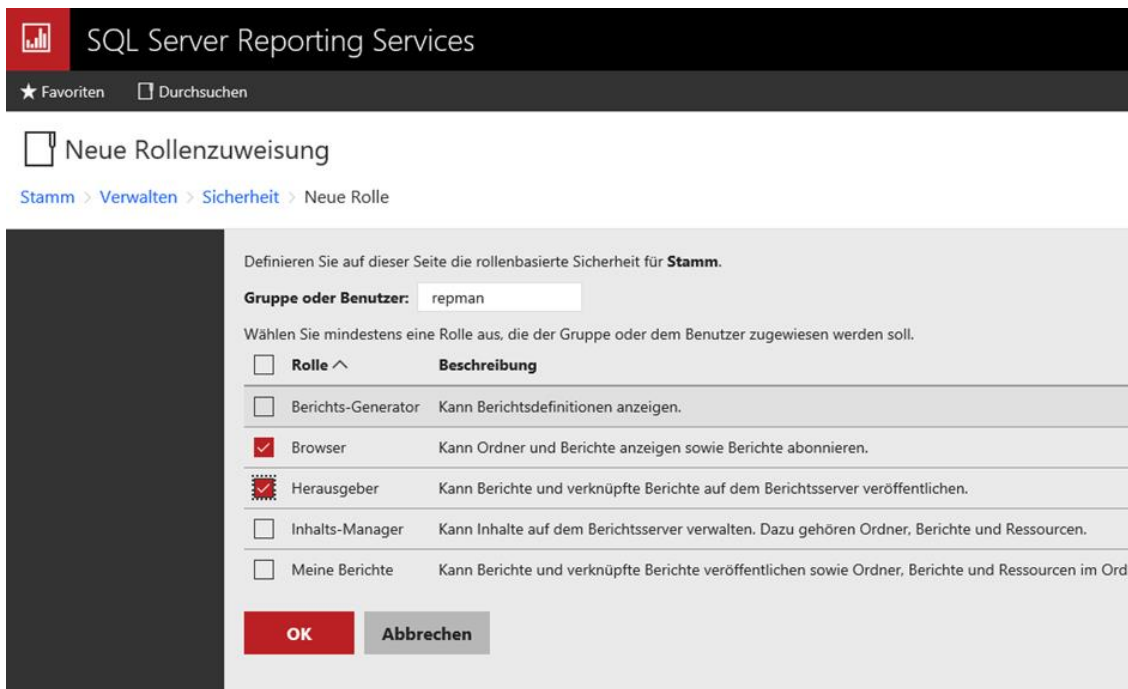 SQL Server Reporting Services
Favoriten Durchsuchen
Neue Rollenzuweisung
Stamm > Verwalten > Sicherheit > Neue Rolle
Definieren Sie auf dieser Seite die rollenbasierte Sicherheit für Stamm.
Gruppe oder Benutzer: repman
Wählen Sie mindestens eine Rolle aus, die der Gruppe oder dem Benutzer zugewiesen werden soll.
Rolle Beschreibung
Berichts-Generator Kann Berichtsdefinitionen anzeigen.
Browser Kann Ordner und Berichte anzeigen sowie Berichte abonnieren.
Herausgeber Kann Berichte und verknüpfte Berichte auf dem Berichtsserver veröffentlichen.
Inhalts-Manager Kann Inhalte auf dem Berichtsserver verwalten. Dazu gehören Ordner, Berichte und Ressourcen.
Meine Berichte Kann Berichte und verknüpfte Berichte veröffentlichen sowie Ordner, Berichte und Ressourcen im Ord
OK Abbrechen